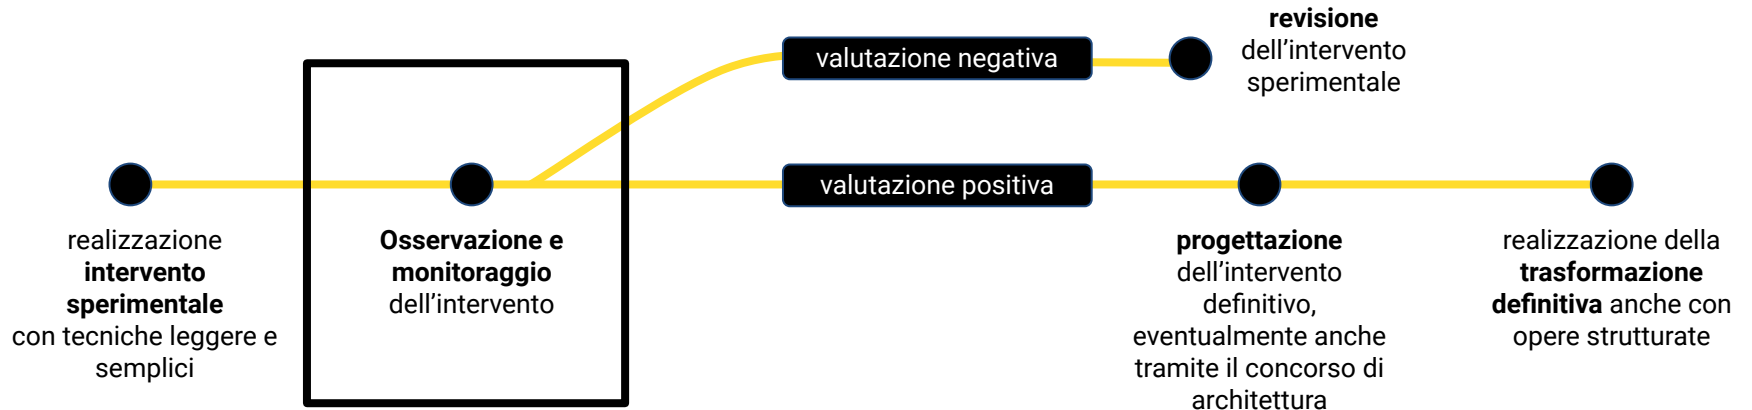 revisione
dell'intervento
sperimentale
valutazione negativa
valutazione positiva
realizzazione
intervento
sperimentale
con tecniche leggere e
semplici
Osservazione e
monitoraggio
dell'intervento
progettazione
dell'intervento
definitivo,
eventualmente anche
tramite il concorso di
architettura
realizzazione della
trasformazione
definitiva anche con
opere strutturate